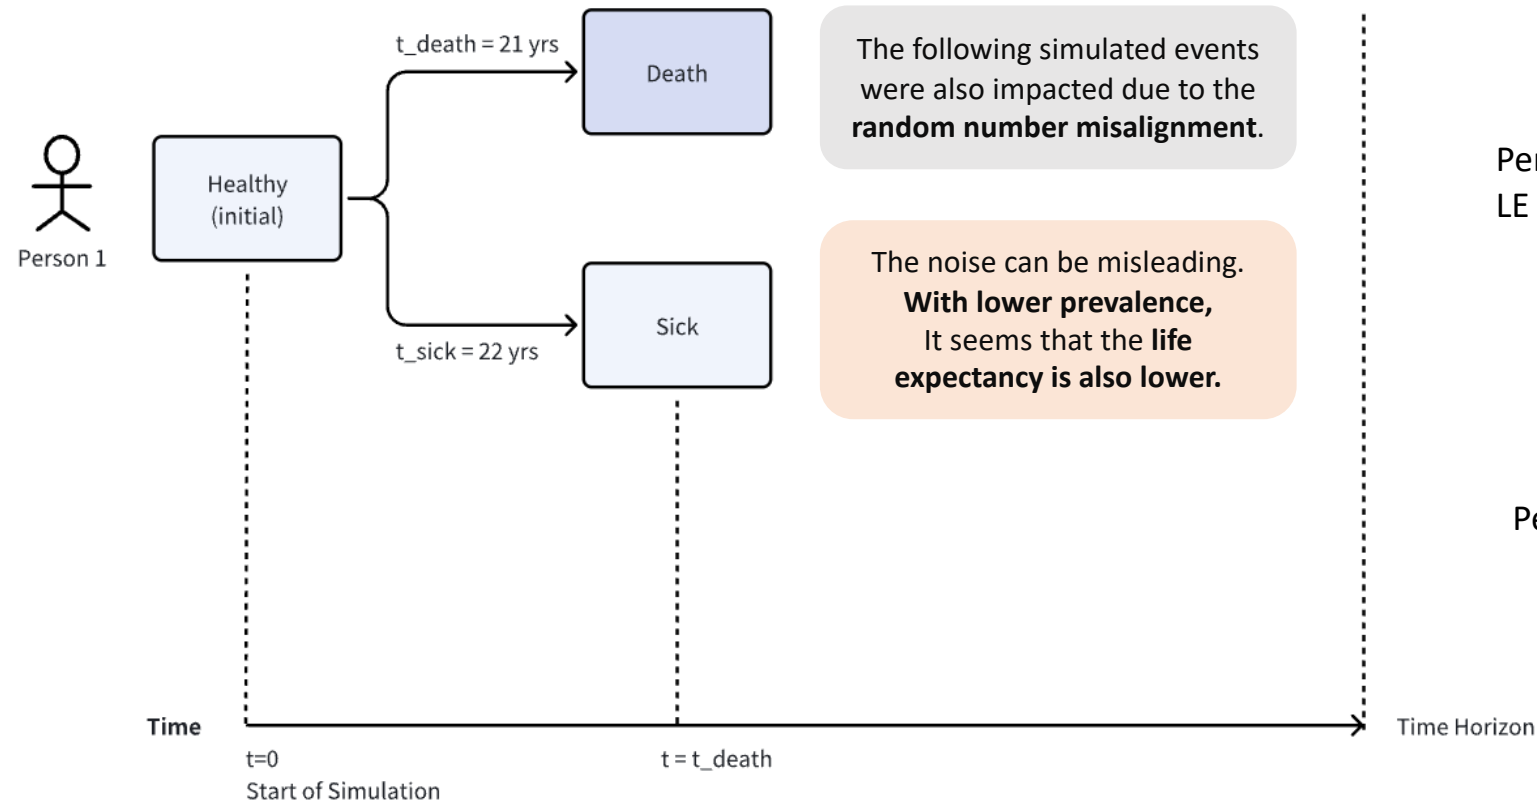 t_death = 21 yrs
Death
Healthy
(initial)
Person 1
Sick
t_sick = 22 yrs
The following simulated events
were also impacted due to the
random number misalignment.
The noise can be misleading.
With lower prevalence,
It seems that the life
expectancy is also lower.
LE
Time
t=0
Start of Simulation
t = t_death
Time Horizon